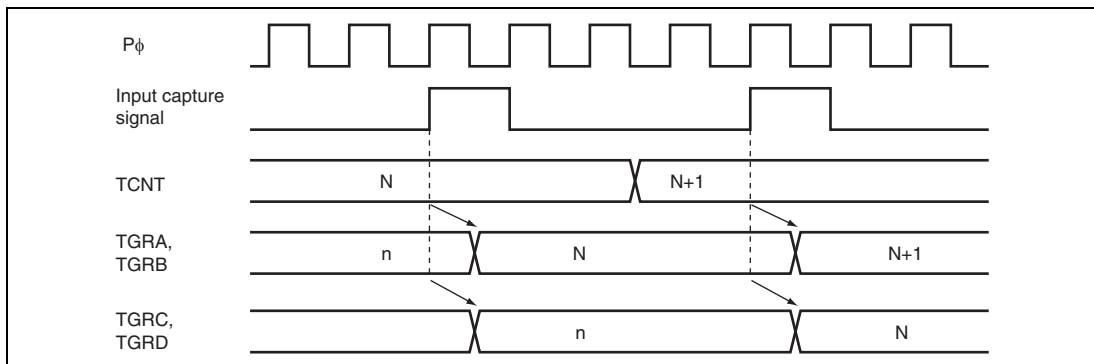 Pϕ
Input capture
signal
TCNT
N
N+1
TGRA,
TGRB
n
N
N+1
TGRC,
TGRD
n
N